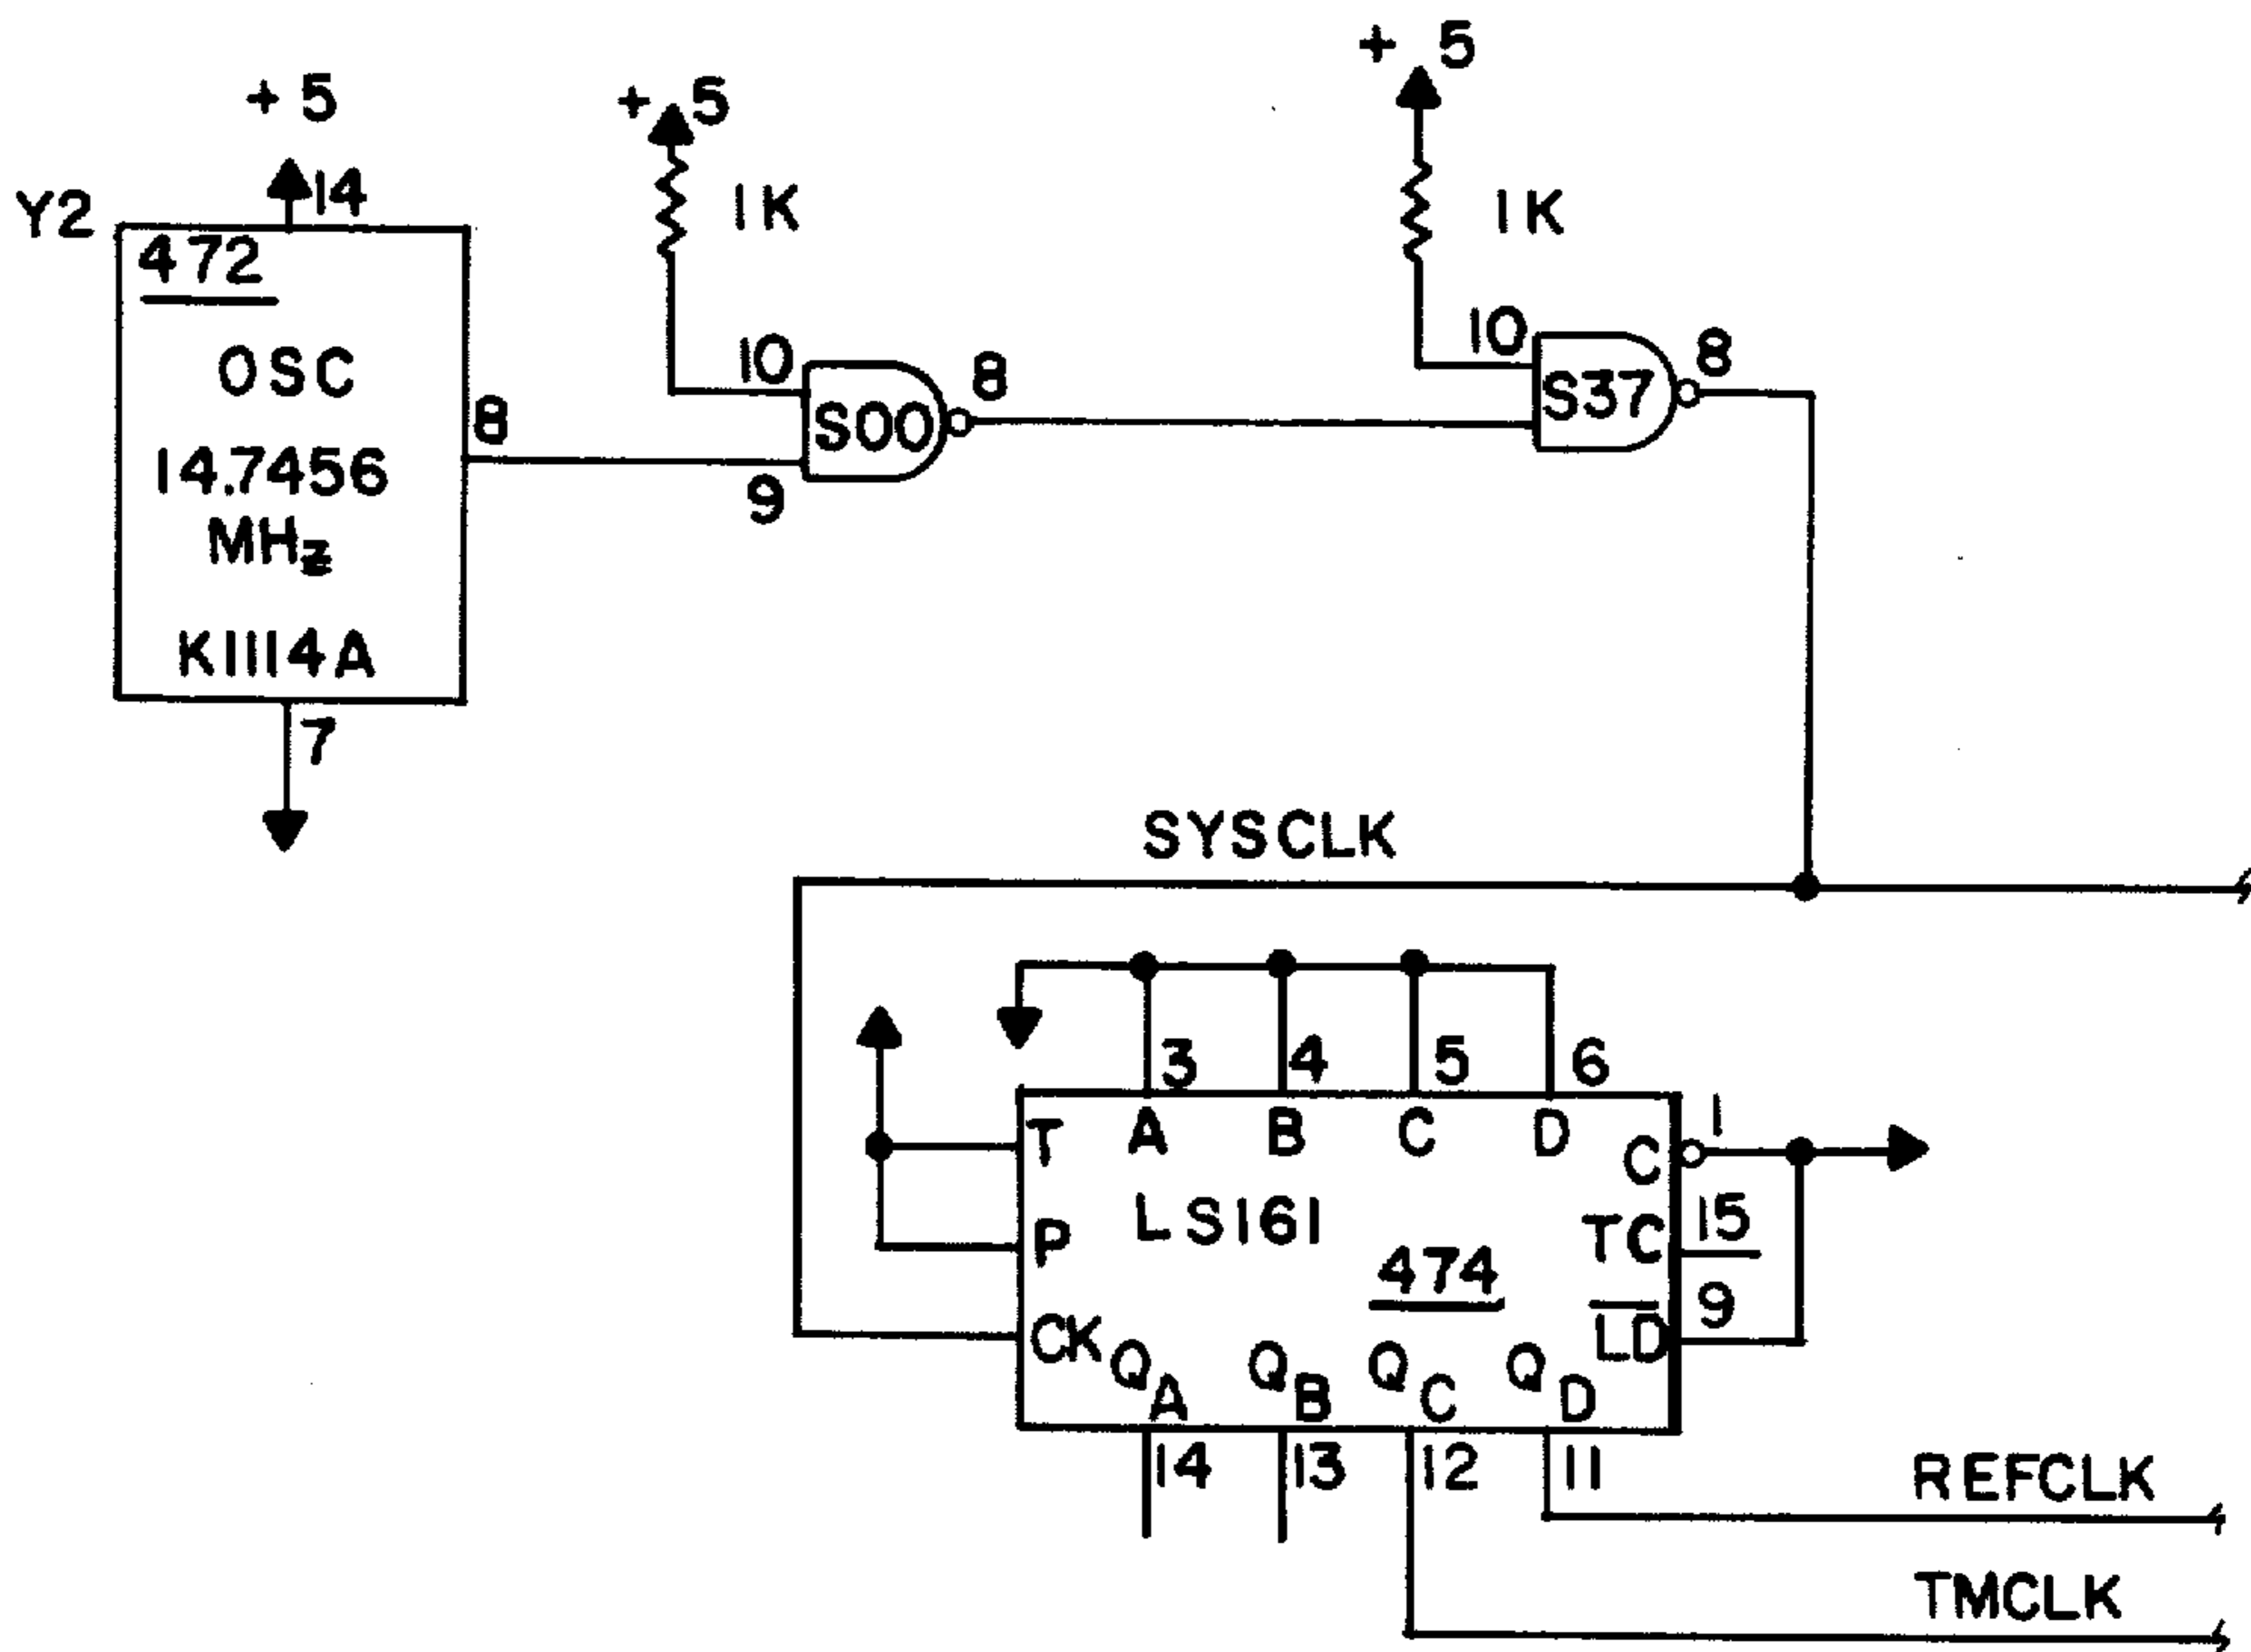 + 5
+ 5
+ 5
Y2
14
472
OSC
14.7456
MHz
K1114A
8
7
1K
10
9
S00
8
1K
10
S37
8
SYSCLK
3
4
5
6
T
A
B
C
D
C
1
LS161
P
TC
15
474
LD
9
CK
QA
QB
QC
QD
14
13
12
11
REFCLK
TMCLK